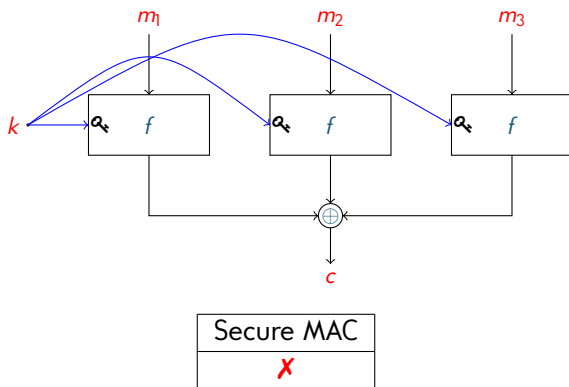 m₁ m₂ m₃
k f f f
⊕
c
Secure MAC
✗